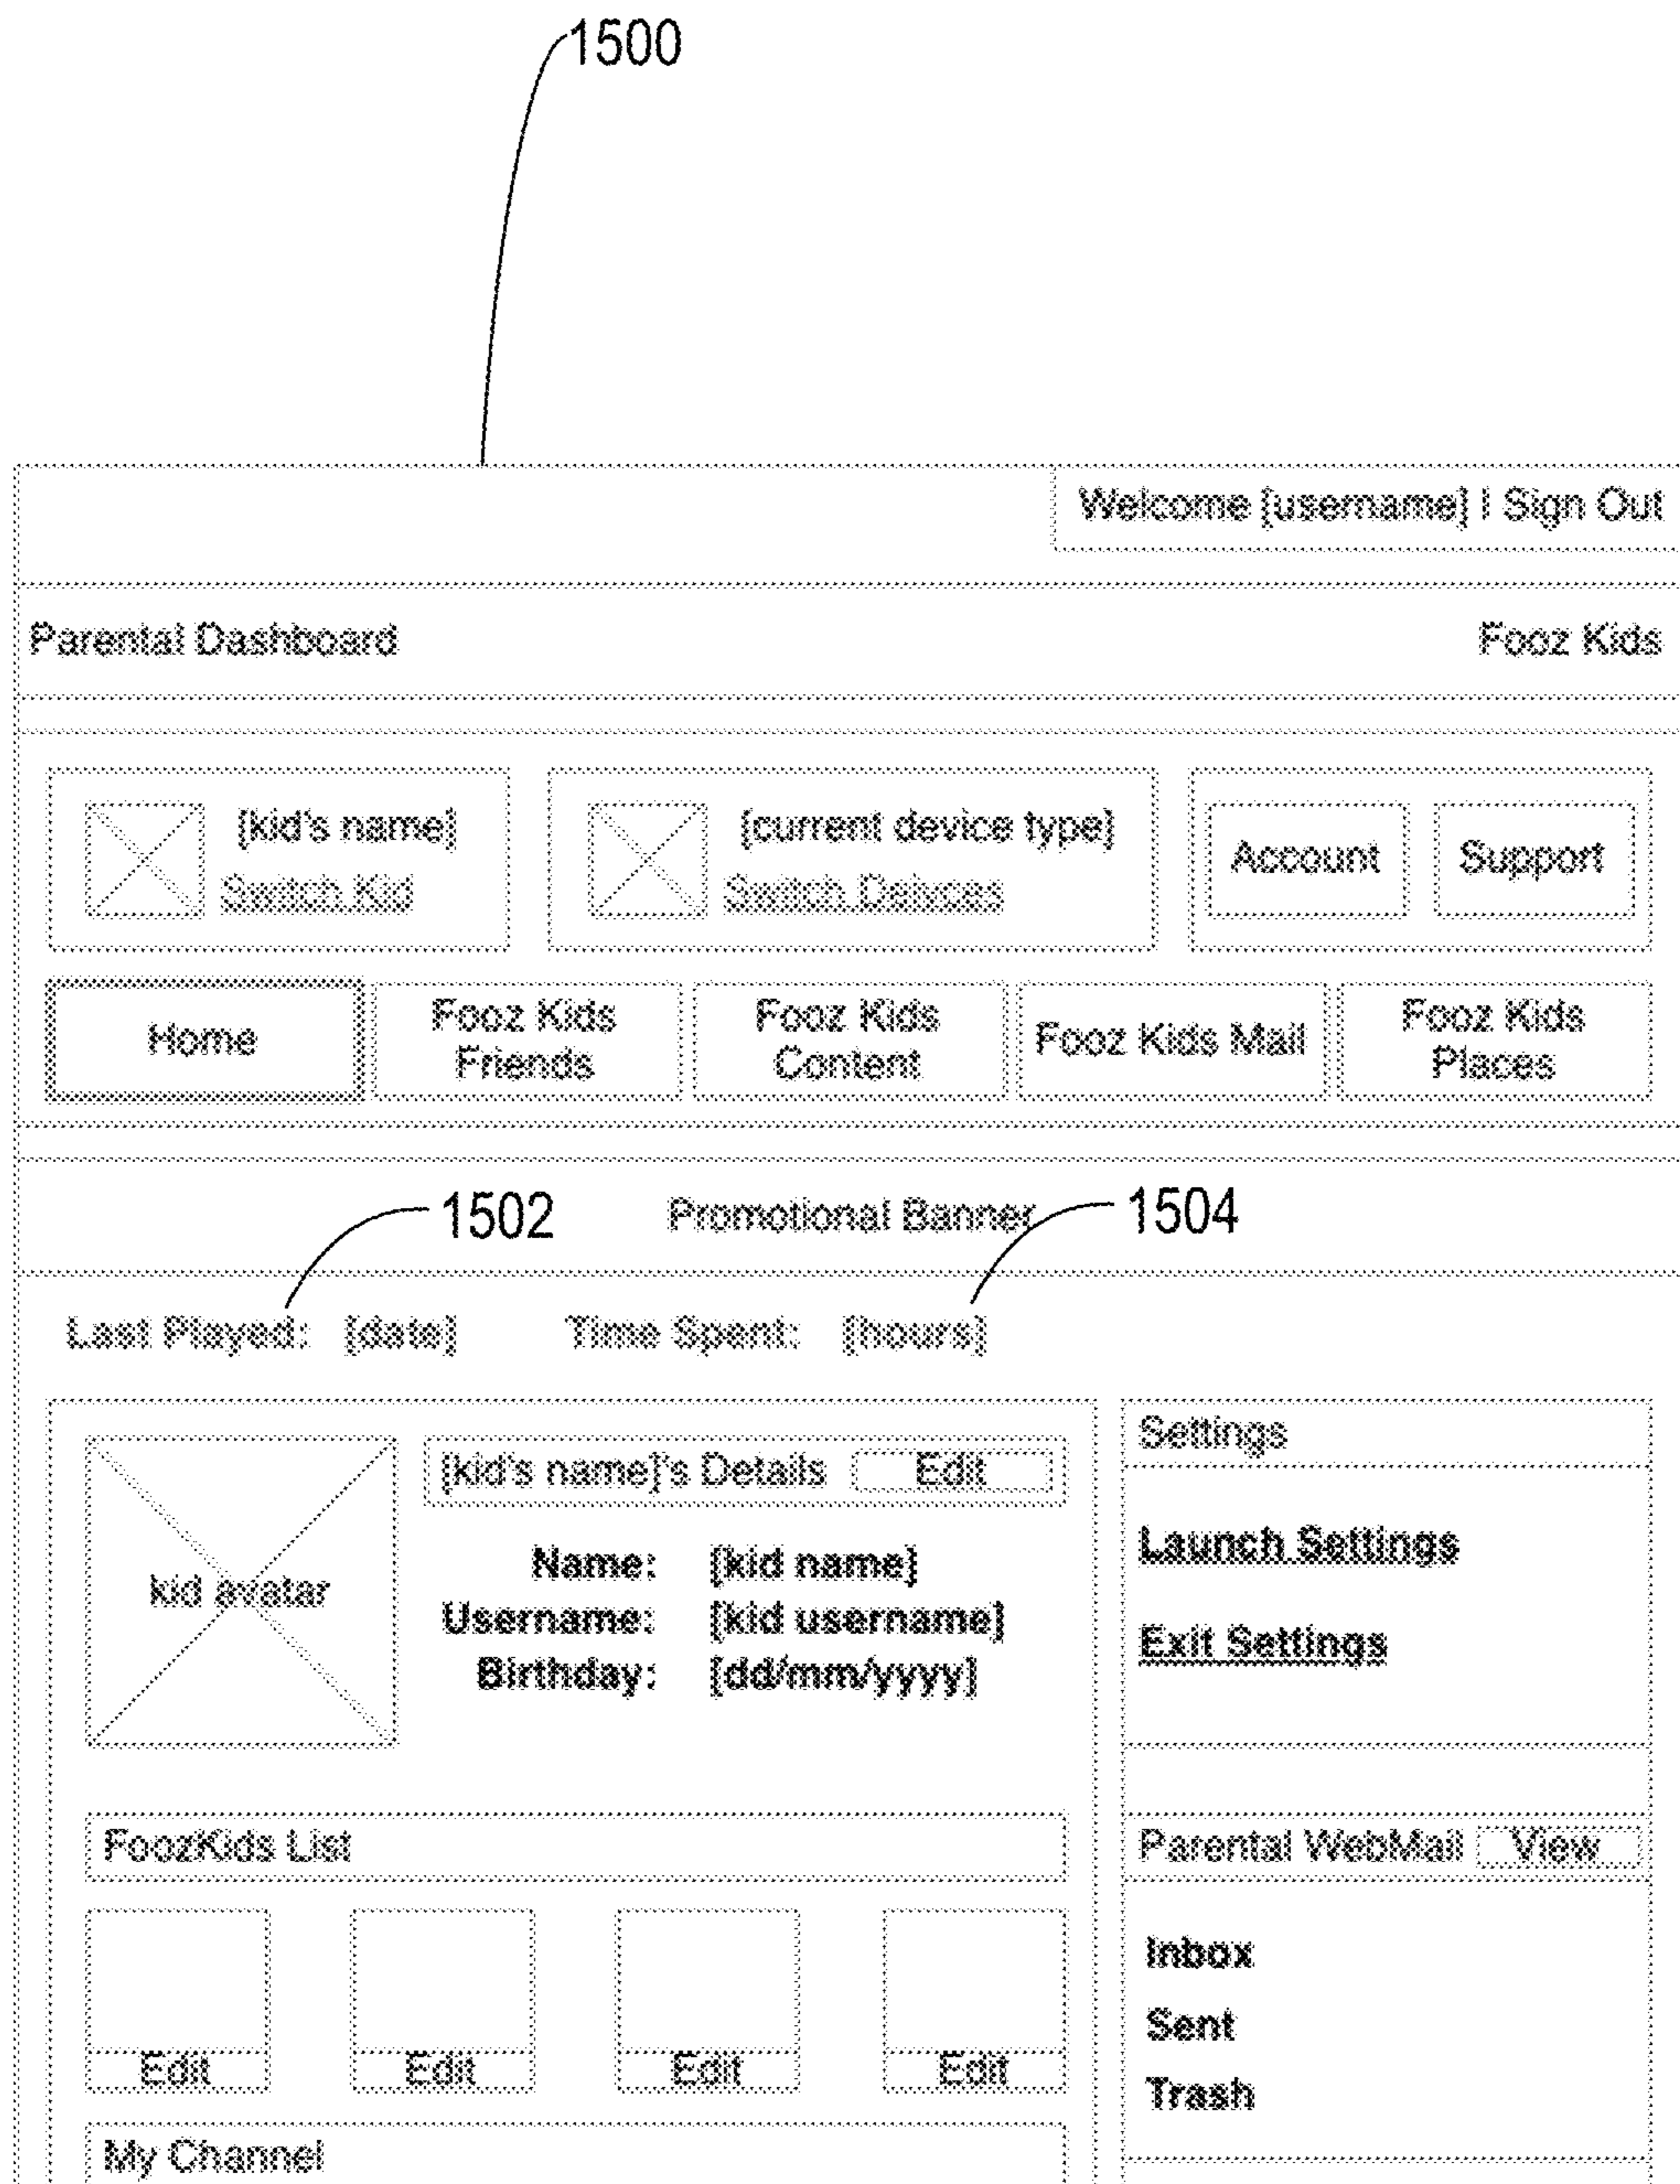 1500
Welcome [username] | Sign Out
Parental Dashboard Fooz Kids
[kid's name]
Switch Kid
[current device type]
Switch Deivces
Account
Support
Home
Fooz Kids
Friends
Fooz Kids
Content
Fooz Kids Mail
Fooz Kids
Places
1502
Promotional Banner
1504
Last Played: [date] Time Spent: [hours]
kid avatar
[kid's name]'s Details Edit
Name: [kid name]
Username: [kid username]
Birthday: [dd/mm/yyyy]
Settings
Launch Settings
Exit Settings
FoozKids List
Edit Edit Edit Edit
My Channel
Parental WebMail View
Inbox
Sent
Trash